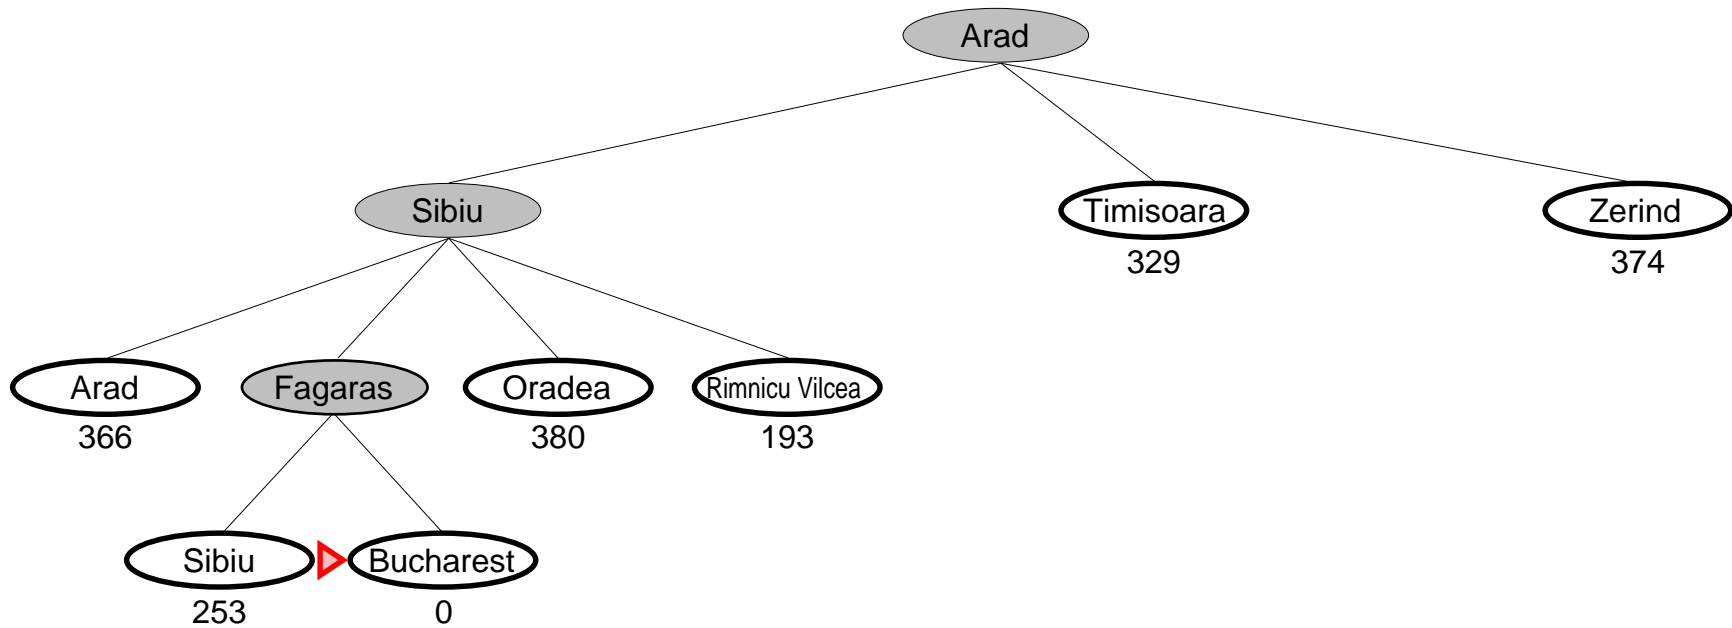 Arad
Sibiu
Timisoara
Zerind
329
374
Arad
Fagaras
Oradea
Rimnicu Vilcea
366
380
193
Sibiu
Bucharest
253
0